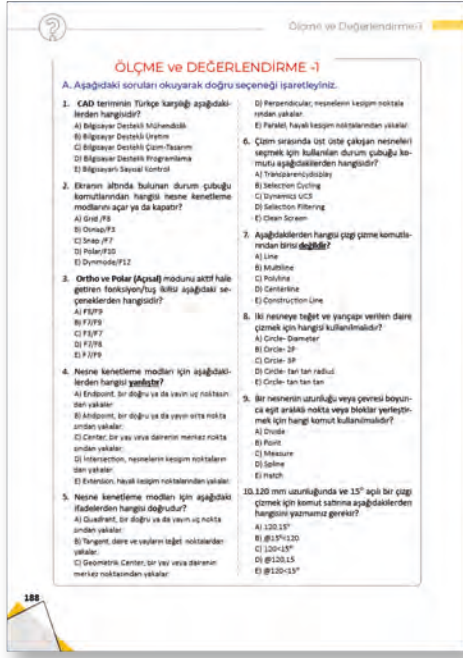 Ölçme ve Değerlendirme-1
ÖLÇME ve DEĞERLENDİRME -1
A. Aşağıdaki soruları okuyarak doğru seçeneği işaretleyiniz.
1. CAD teriminin Türkçe karşılığı aşağıdaki-
lerden hangisidir?
A) Bilgisayar Destekli Mühendislik
B) Bilgisayar Destekli Üretim
C) Bilgisayar Destekli Çizim-Tasarım
D) Bilgisayar Destekli Programlama
E) Bilgisayarlı Sayısal Kontrol
2. Ekranın altında bulunan durum çubuğu
komutlarından hangisi nesne kenetleme
modlarını açar ya da kapatır?
A) Grid /F8
B) Osnap/F3
C) Snap /F7
D) Polar/F10
E) Dynmode/F12
3. Ortho ve Polar (Açısal) modunu aktif hale
getiren fonksiyon/tuş ikilisi aşağıdaki se-
çeneklerden hangisidir?
A) F8/F9
B) F7/F9
C) F8/F7
D) F7/F8
E) F7/F9
4. Nesne kenetleme modları için aşağıdaki-
lerden hangisi yanlıştır?
A) Endpoint, bir doğru ya da yayın uç noktasın
dan yakalar.
B) Midpoint, bir doğru ya da yayın orta nokta
sından yakalar.
C) Center, bir yay veya dairenin merkez nokta
sından yakalar.
D) Intersection, nesnelerin kesişim noktaların
dan yakalar.
E) Extension, hayali kesişim noktalarından yakalar.
5. Nesne kenetleme modları için aşağıdaki
ifadelerden hangisi doğrudur?
A) Quadrant, bir doğru ya da yayın uç nokta
sından yakalar.
B) Tangent, daire ve yayların teğet noktalardan
yakalar.
C) Geometrik Center, bir yay veya dairenin
merkez noktasından yakalar.
D) Perpendicular, nesnelerin kesişim noktala
rından yakalar.
E) Paralel, hayali kesişim noktalarından yakalar.
6. Çizim sırasında üst üste çakışan nesneleri
seçmek için kullanılan durum çubuğu ko-
mutu aşağıdakilerden hangisidir?
A) Transparencydisplay
B) Selection Cycling
C) Dynamics UCS
D) Selection Filtering
E) Clean Screen
7. Aşağıdakilerden hangisi çizgi çizme komutla-
rından birisi değildir?
A) Line
B) Multiline
C) Polyline
D) Centerline
E) Construction Line
8. İki nesneye teğet ve yarıçapı verilen daire
çizmek için hangisi kullanılmalıdır?
A) Circle- Diameter
B) Circle- 2P
C) Circle- 3P
D) Circle- tan tan radius
E) Circle- tan tan tan
9. Bir nesnenin uzunluğu veya çevresi boyun-
ca eşit aralıklı nokta veya bloklar yerleştir-
mek için hangi komut kullanılmalıdır?
A) Divide
B) Point
C) Measure
D) Spline
E) Hatch
10. 120 mm uzunluğunda ve 15° açılı bir çizgi
çizmek için komut satırına aşağıdakilerden
hangisini yazmamız gerekir?
A) 120,15°
B) @15°<120
C) 120<15°
D) @120,15
E) @120<15°
188